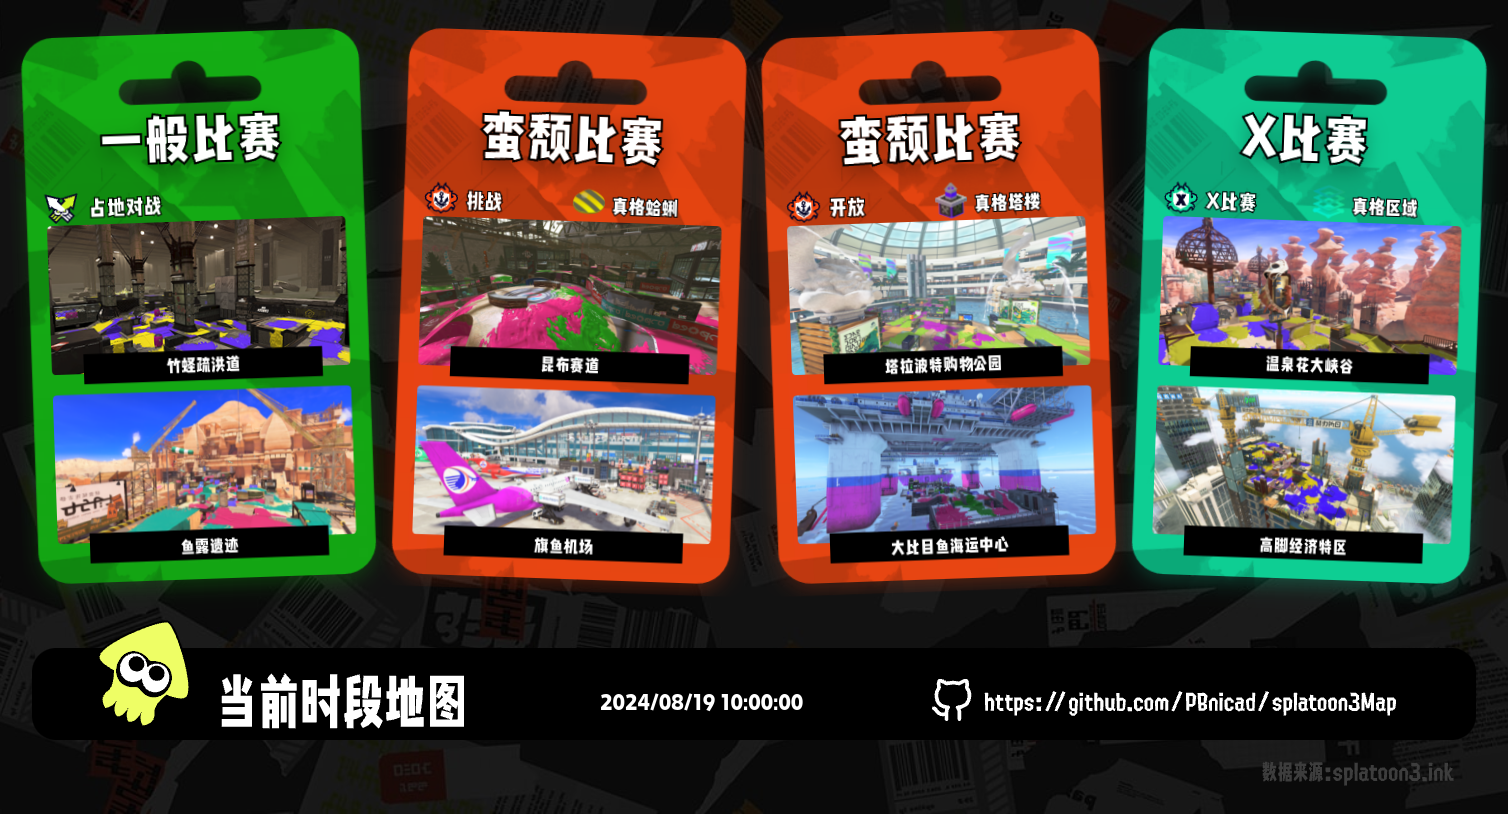 一般比赛
占地对战
竹蛏疏洪道
鱼露遗迹
蛮颓比赛
挑战
真格蛤蜊
昆布赛道
旗鱼机场
蛮颓比赛
开放
真格塔楼
塔拉波特购物公园
大比目鱼海运中心
X比赛
X比赛
真格区域
温泉花大峡谷
高脚经济特区
当前时段地图
2024/08/19 10:00:00
https://github.com/PBnicad/splatoon3Map
数据来源:splatoon3.ink